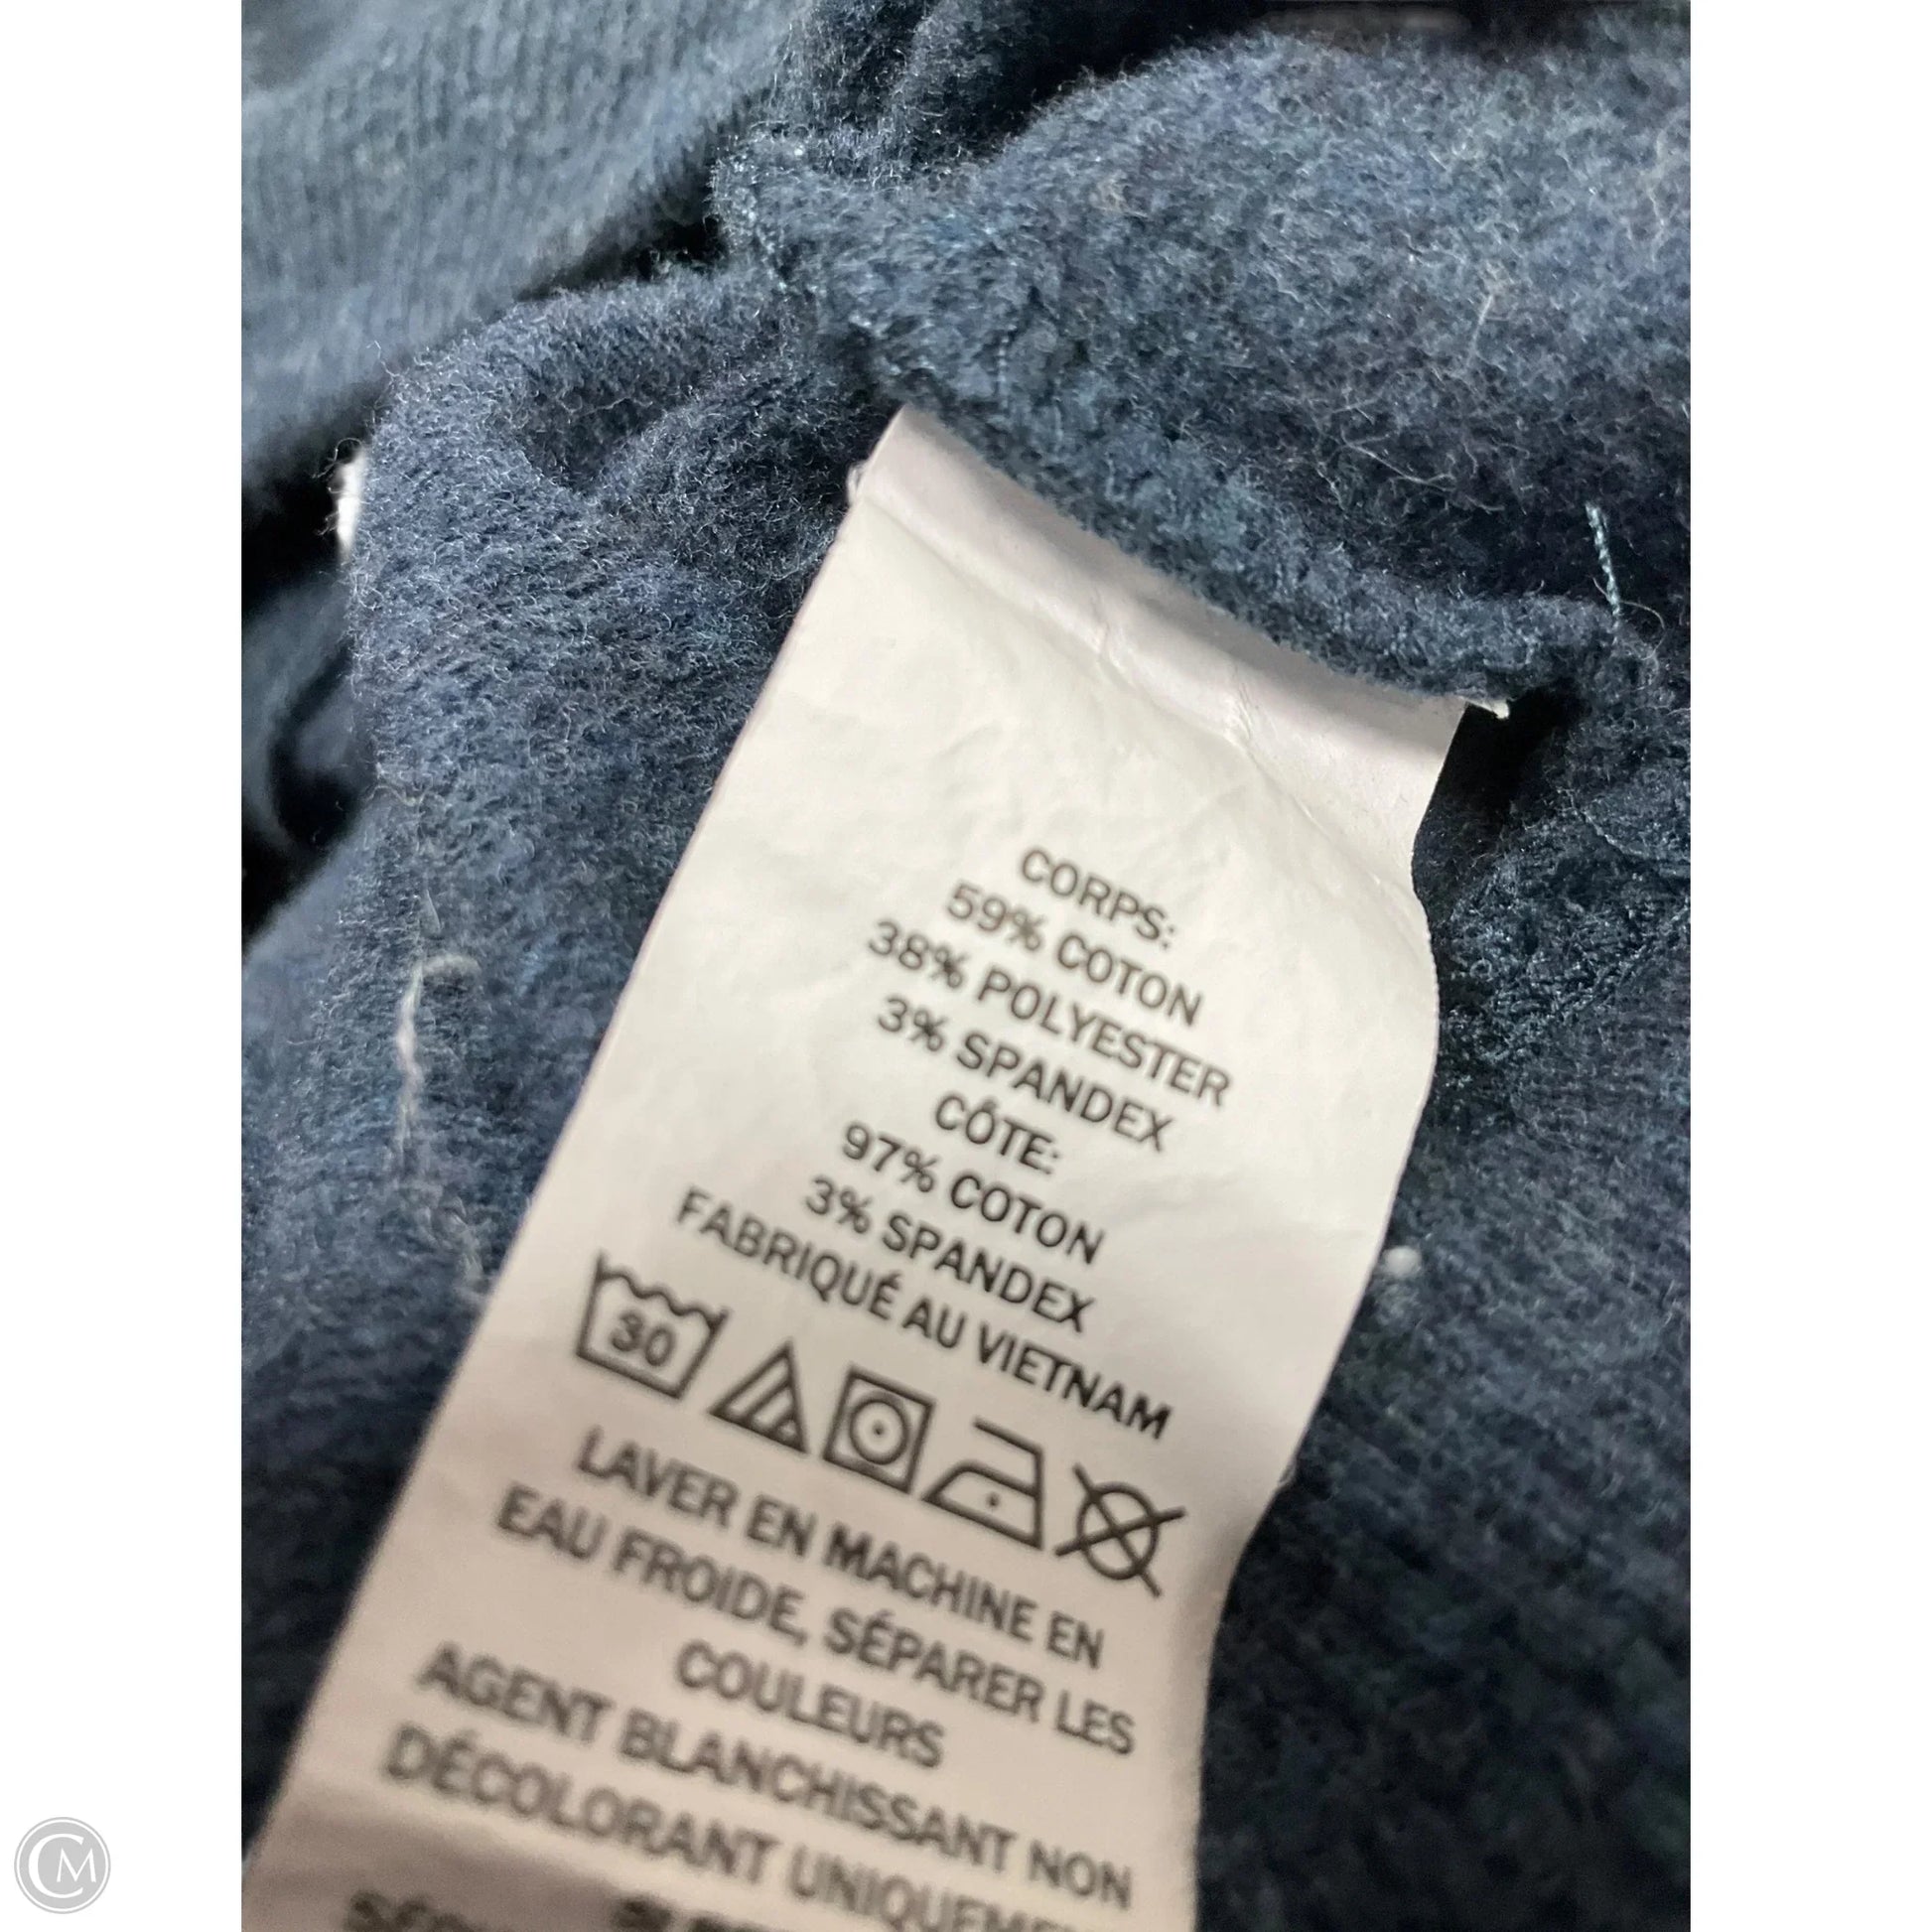 CORPS:
59% COTON
38% POLYESTER
3% SPANDEX
CÔTE:
97% COTON
3% SPANDEX
FABRIQUÉ AU VIETNAM
30
LAVER EN MACHINE EN
EAU FROIDE, SÉPARER LES
COULEURS
AGENT BLANCHISSANT NON
DÉCOLORANT
CM